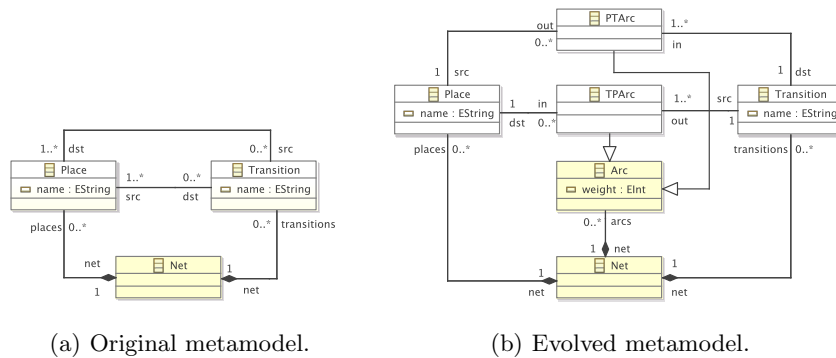 PTArc
out
0..*
1..*
in
1
src
1
dst
Place
name : EString
1
in
dst
0..*
TPArc
1..*
out
src
1
Transition
name : EString
places
0..*
transitions
0..*
Arc
weight : EInt
0..*
arcs
1
net
Net
1
net
1
net
1..*
dst
0..*
src
Place
name : EString
1..*
src
0..*
dst
Transition
name : EString
places
0..*
0..*
transitions
net
1
Net
1
net
(a) Original metamodel.
(b) Evolved metamodel.